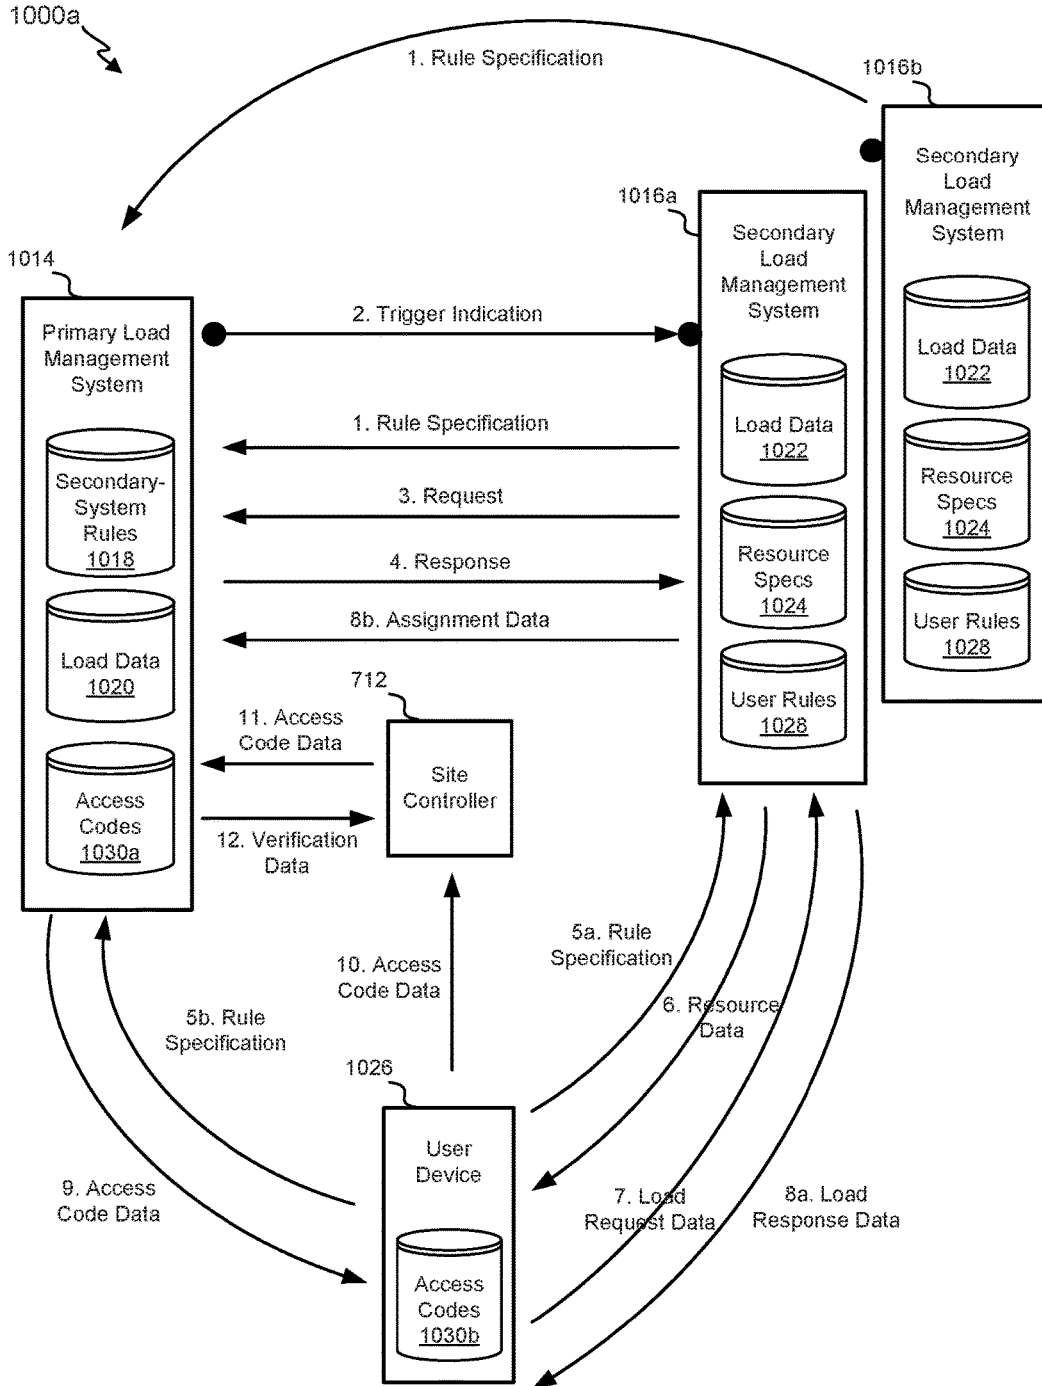 1000a
1. Rule Specification
1016b
Secondary
Load
Management
System
Load Data
1022
Resource
Specs
1024
User Rules
1028
1016a
Secondary
Load
Management
System
Load Data
1022
Resource
Specs
1024
User Rules
1028
1014
Primary Load
Management
System
Secondary-
System
Rules
1018
Load Data
1020
Access
Codes
1030a
2. Trigger Indication
1. Rule Specification
3. Request
4. Response
8b. Assignment Data
712
11. Access
Code Data
Site
Controller
12. Verification
Data
10. Access
Code Data
5a. Rule
Specification
6. Resource
Data
5b. Rule
Specification
1026
User
Device
Access
Codes
1030b
9. Access
Code Data
7. Load
Request Data
8a. Load
Response Data